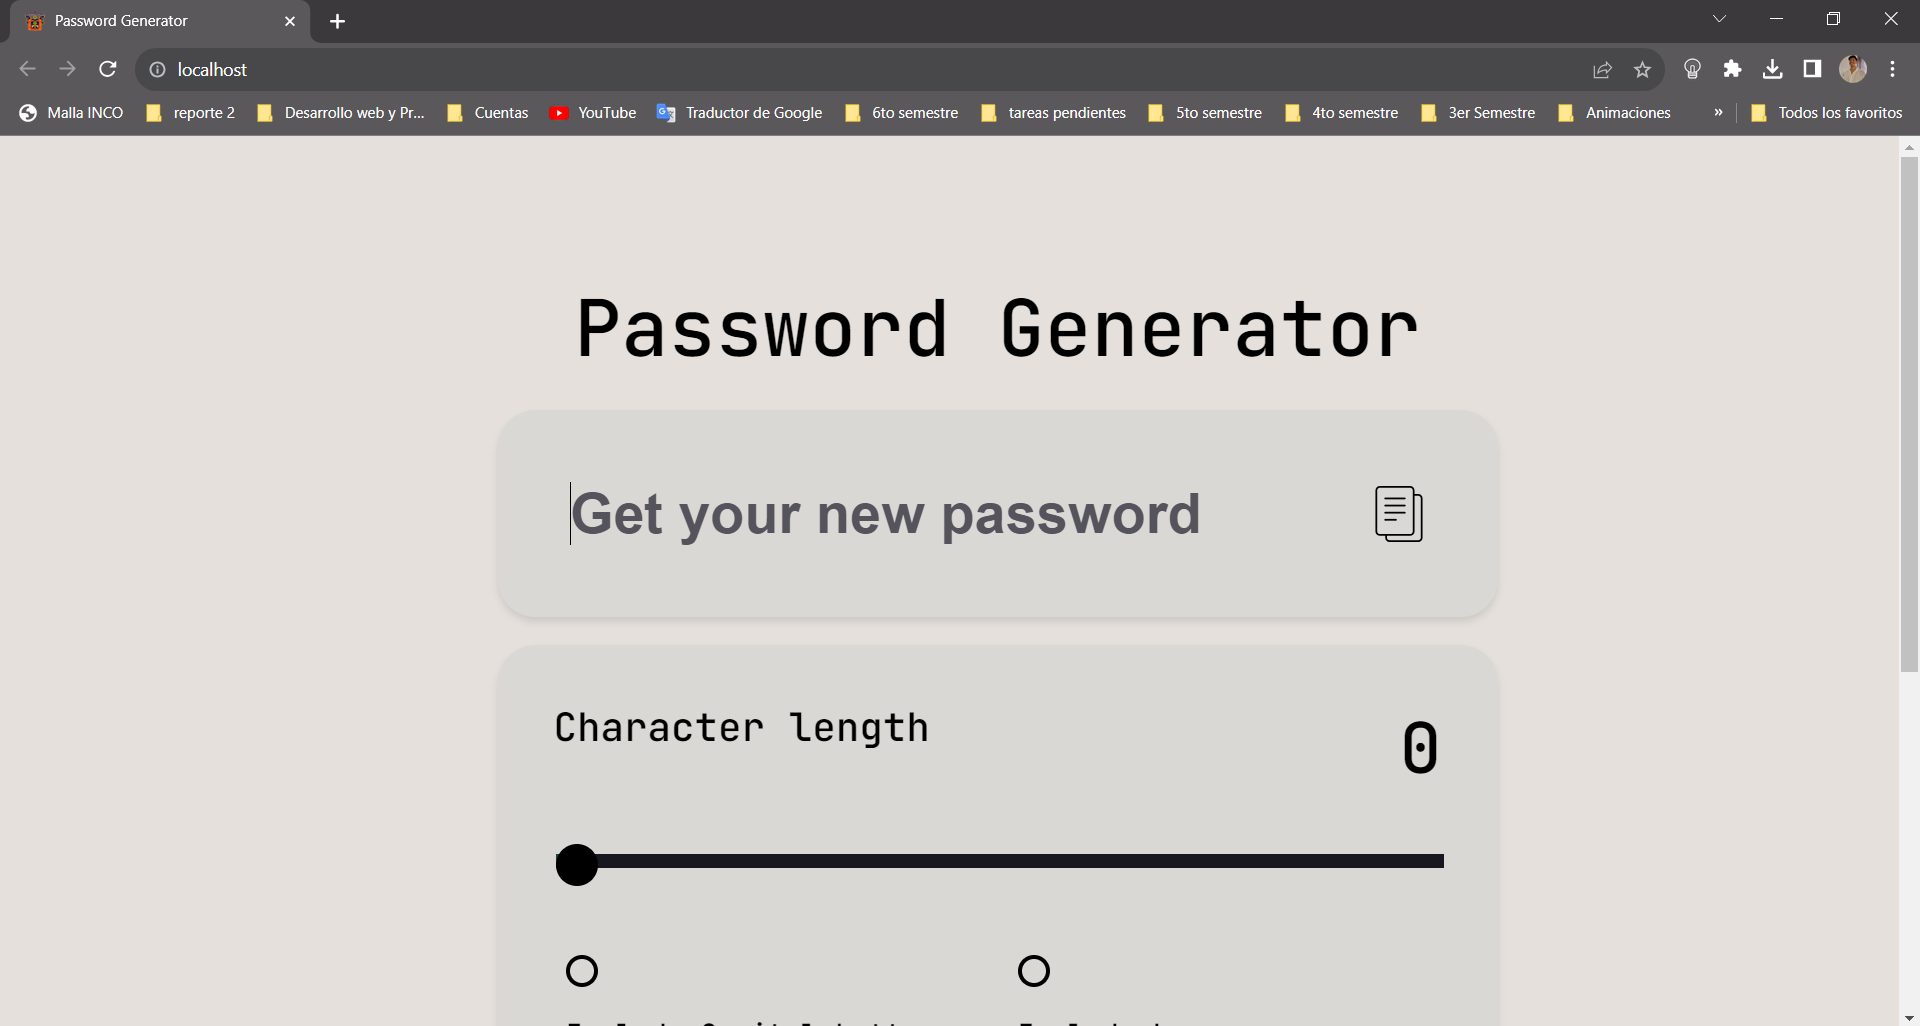 Password Generator
localhost
Malla INCO reporte 2 Desarrollo web y Pr... Cuentas YouTube Traductor de Google 6to semestre tareas pendientes 5to semestre 4to semestre 3er Semestre Animaciones » Todos los favoritos
Password Generator
Get your new password
Character length
0